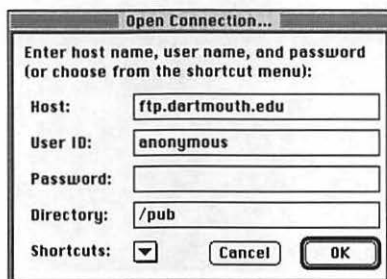 Open Connection...
Enter host name, user name, and password
(or choose from the shortcut menu):
Host: ftp.dartmouth.edu
User ID: anonymous
Password:
Directory: /pub
Shortcuts: Cancel OK